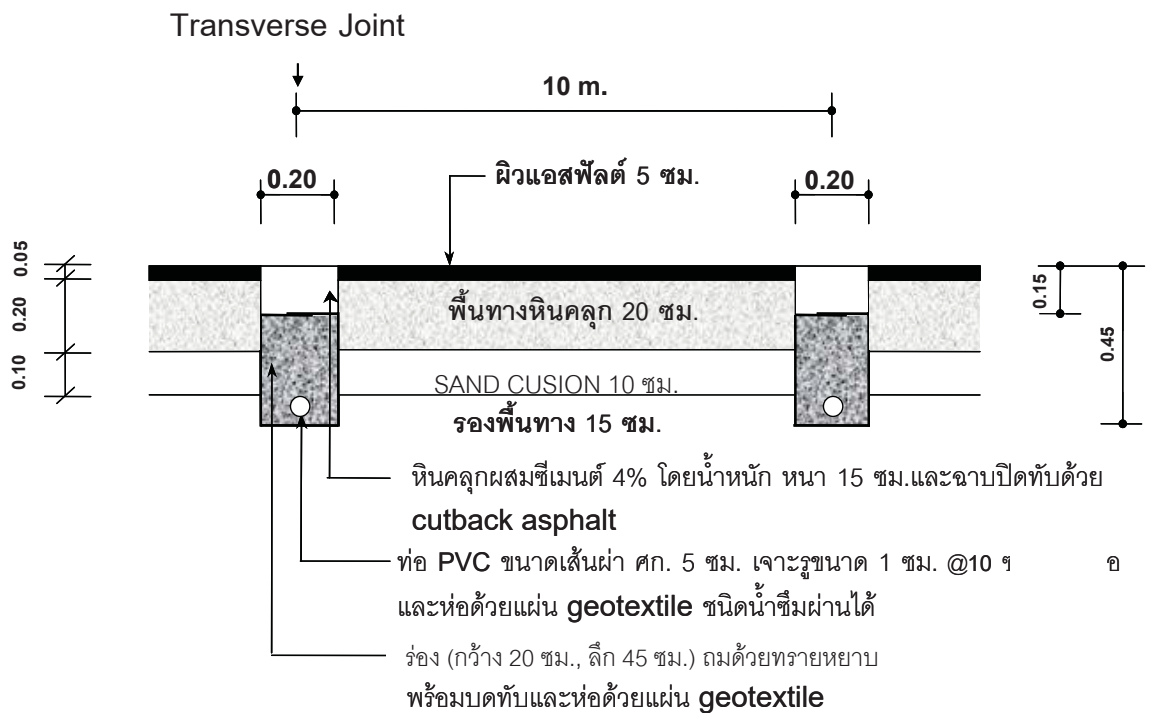 Transverse Joint
10 m.
ผิวแอสฟัลต์ 5 ซม.
0.20
0.20
0.05
0.20
0.10
0.15
0.45
พื้นทางหินคลุก 20 ซม.
SAND CUSION 10 ซม.
รองพื้นทาง 15 ซม.
หินคลุกผสมซีเมนต์ 4% โดยน้ำหนัก หนา 15 ซม.และฉาบปิดทับด้วย
cutback asphalt
ท่อ PVC ขนาดเส้นผ่า ศก. 5 ซม. เจาะรูขนาด 1 ซม. @10
และห่อด้วยแผ่น geotextile ชนิดน้ำซึมผ่านได้
ร่อง (กว้าง 20 ซม., ลึก 45 ซม.) ถมด้วยทรายหยาบ
พร้อมบดทับและห่อด้วยแผ่น geotextile